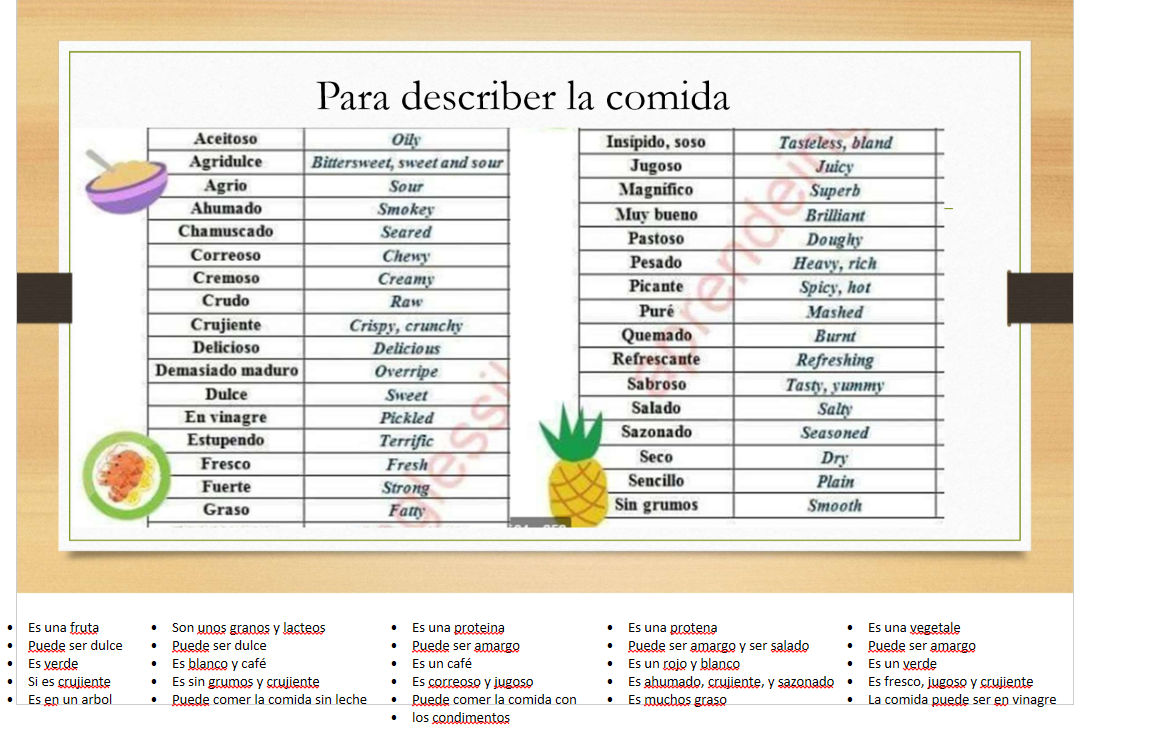 Para describer la comida
Aceitoso Oily
Agridulce Bittersweet, sweet and sour
Agrio Sour
Ahumado Smokey
Chamuscado Seared
Correoso Chewy
Cremoso Creamy
Crudo Raw
Crujiente Crispy, crunchy
Delicioso Delicious
Demasiado maduro Overripe
Dulce Sweet
En vinagre Pickled
Estupendo Terrific
Fresco Fresh
Fuerte Strong
Graso Fatty
Insípido, soso Tasteless, bland
Jugoso Juicy
Magnífico Superb
Muy bueno Brilliant
Pastoso Doughy
Pesado Heavy, rich
Picante Spicy, hot
Puré Mashed
Quemado Burnt
Refrescante Refreshing
Sabroso Tasty, yummy
Salado Salty
Sazonado Seasoned
Seco Dry
Sencillo Plain
Sin grumos Smooth
• Es una fruta
• Puede ser dulce
• Es verde
• Si es crujiente
• Es en un arbol
• Son unos granos y lacteos
• Puede ser dulce
• Es blanco y café
• Es sin grumos y crujiente
• Puede comer la comida sin leche
• Es una proteina
• Puede ser amargo
• Es un café
• Es correoso y jugoso
• Puede comer la comida con
• los condimentos
• Es una protena
• Puede ser amargo y ser salado
• Es un rojo y blanco
• Es ahumado, crujiente, y sazonado
• Es muchos graso
• Es una vegetale
• Puede ser amargo
• Es un verde
• Es fresco, jugoso y crujiente
• La comida puede ser en vinagre